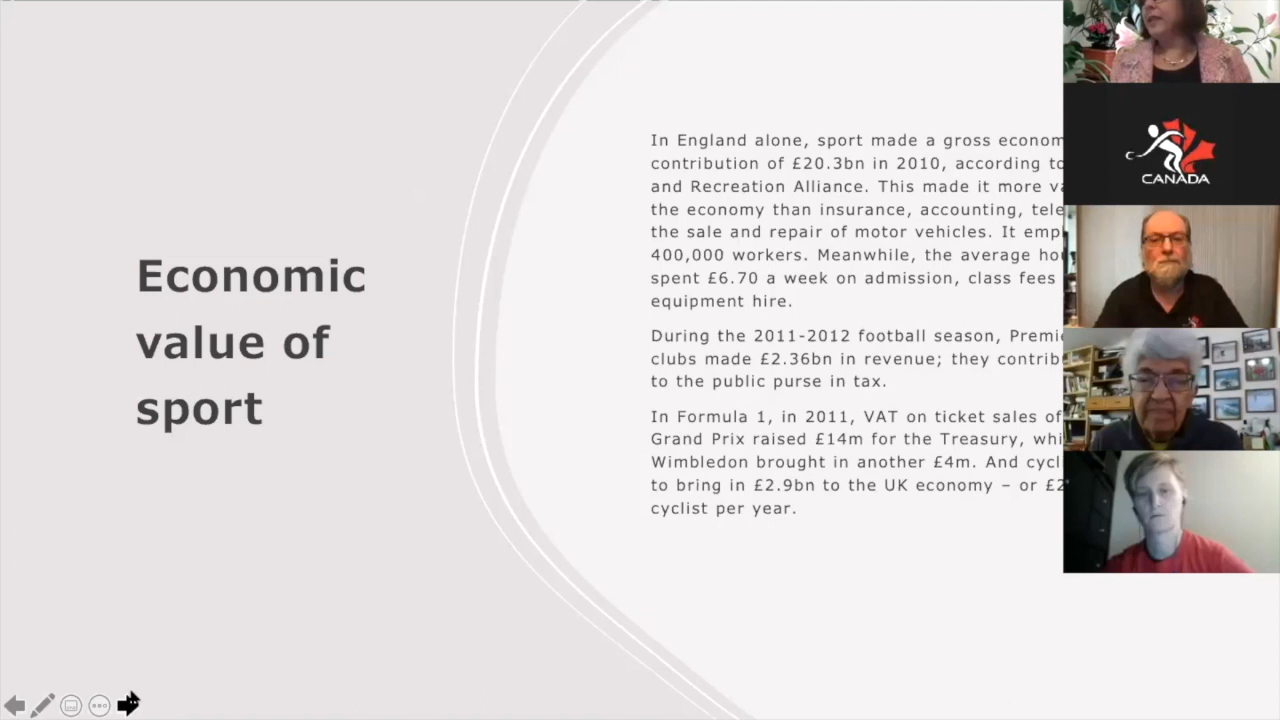 Economic
value of
sport
In England alone, sport made a gross econom
contribution of £20.3bn in 2010, according to
and Recreation Alliance. This made it more va
the economy than insurance, accounting, tele
the sale and repair of motor vehicles. It emp
400,000 workers. Meanwhile, the average hou
spent £6.70 a week on admission, class fees
equipment hire.
During the 2011-2012 football season, Premie
clubs made £2.36bn in revenue; they contrib
to the public purse in tax.
In Formula 1, in 2011, VAT on ticket sales of
Grand Prix raised £14m for the Treasury, whi
Wimbledon brought in another £4m. And cycl
to bring in £2.9bn to the UK economy – or £2
cyclist per year.
CANADA